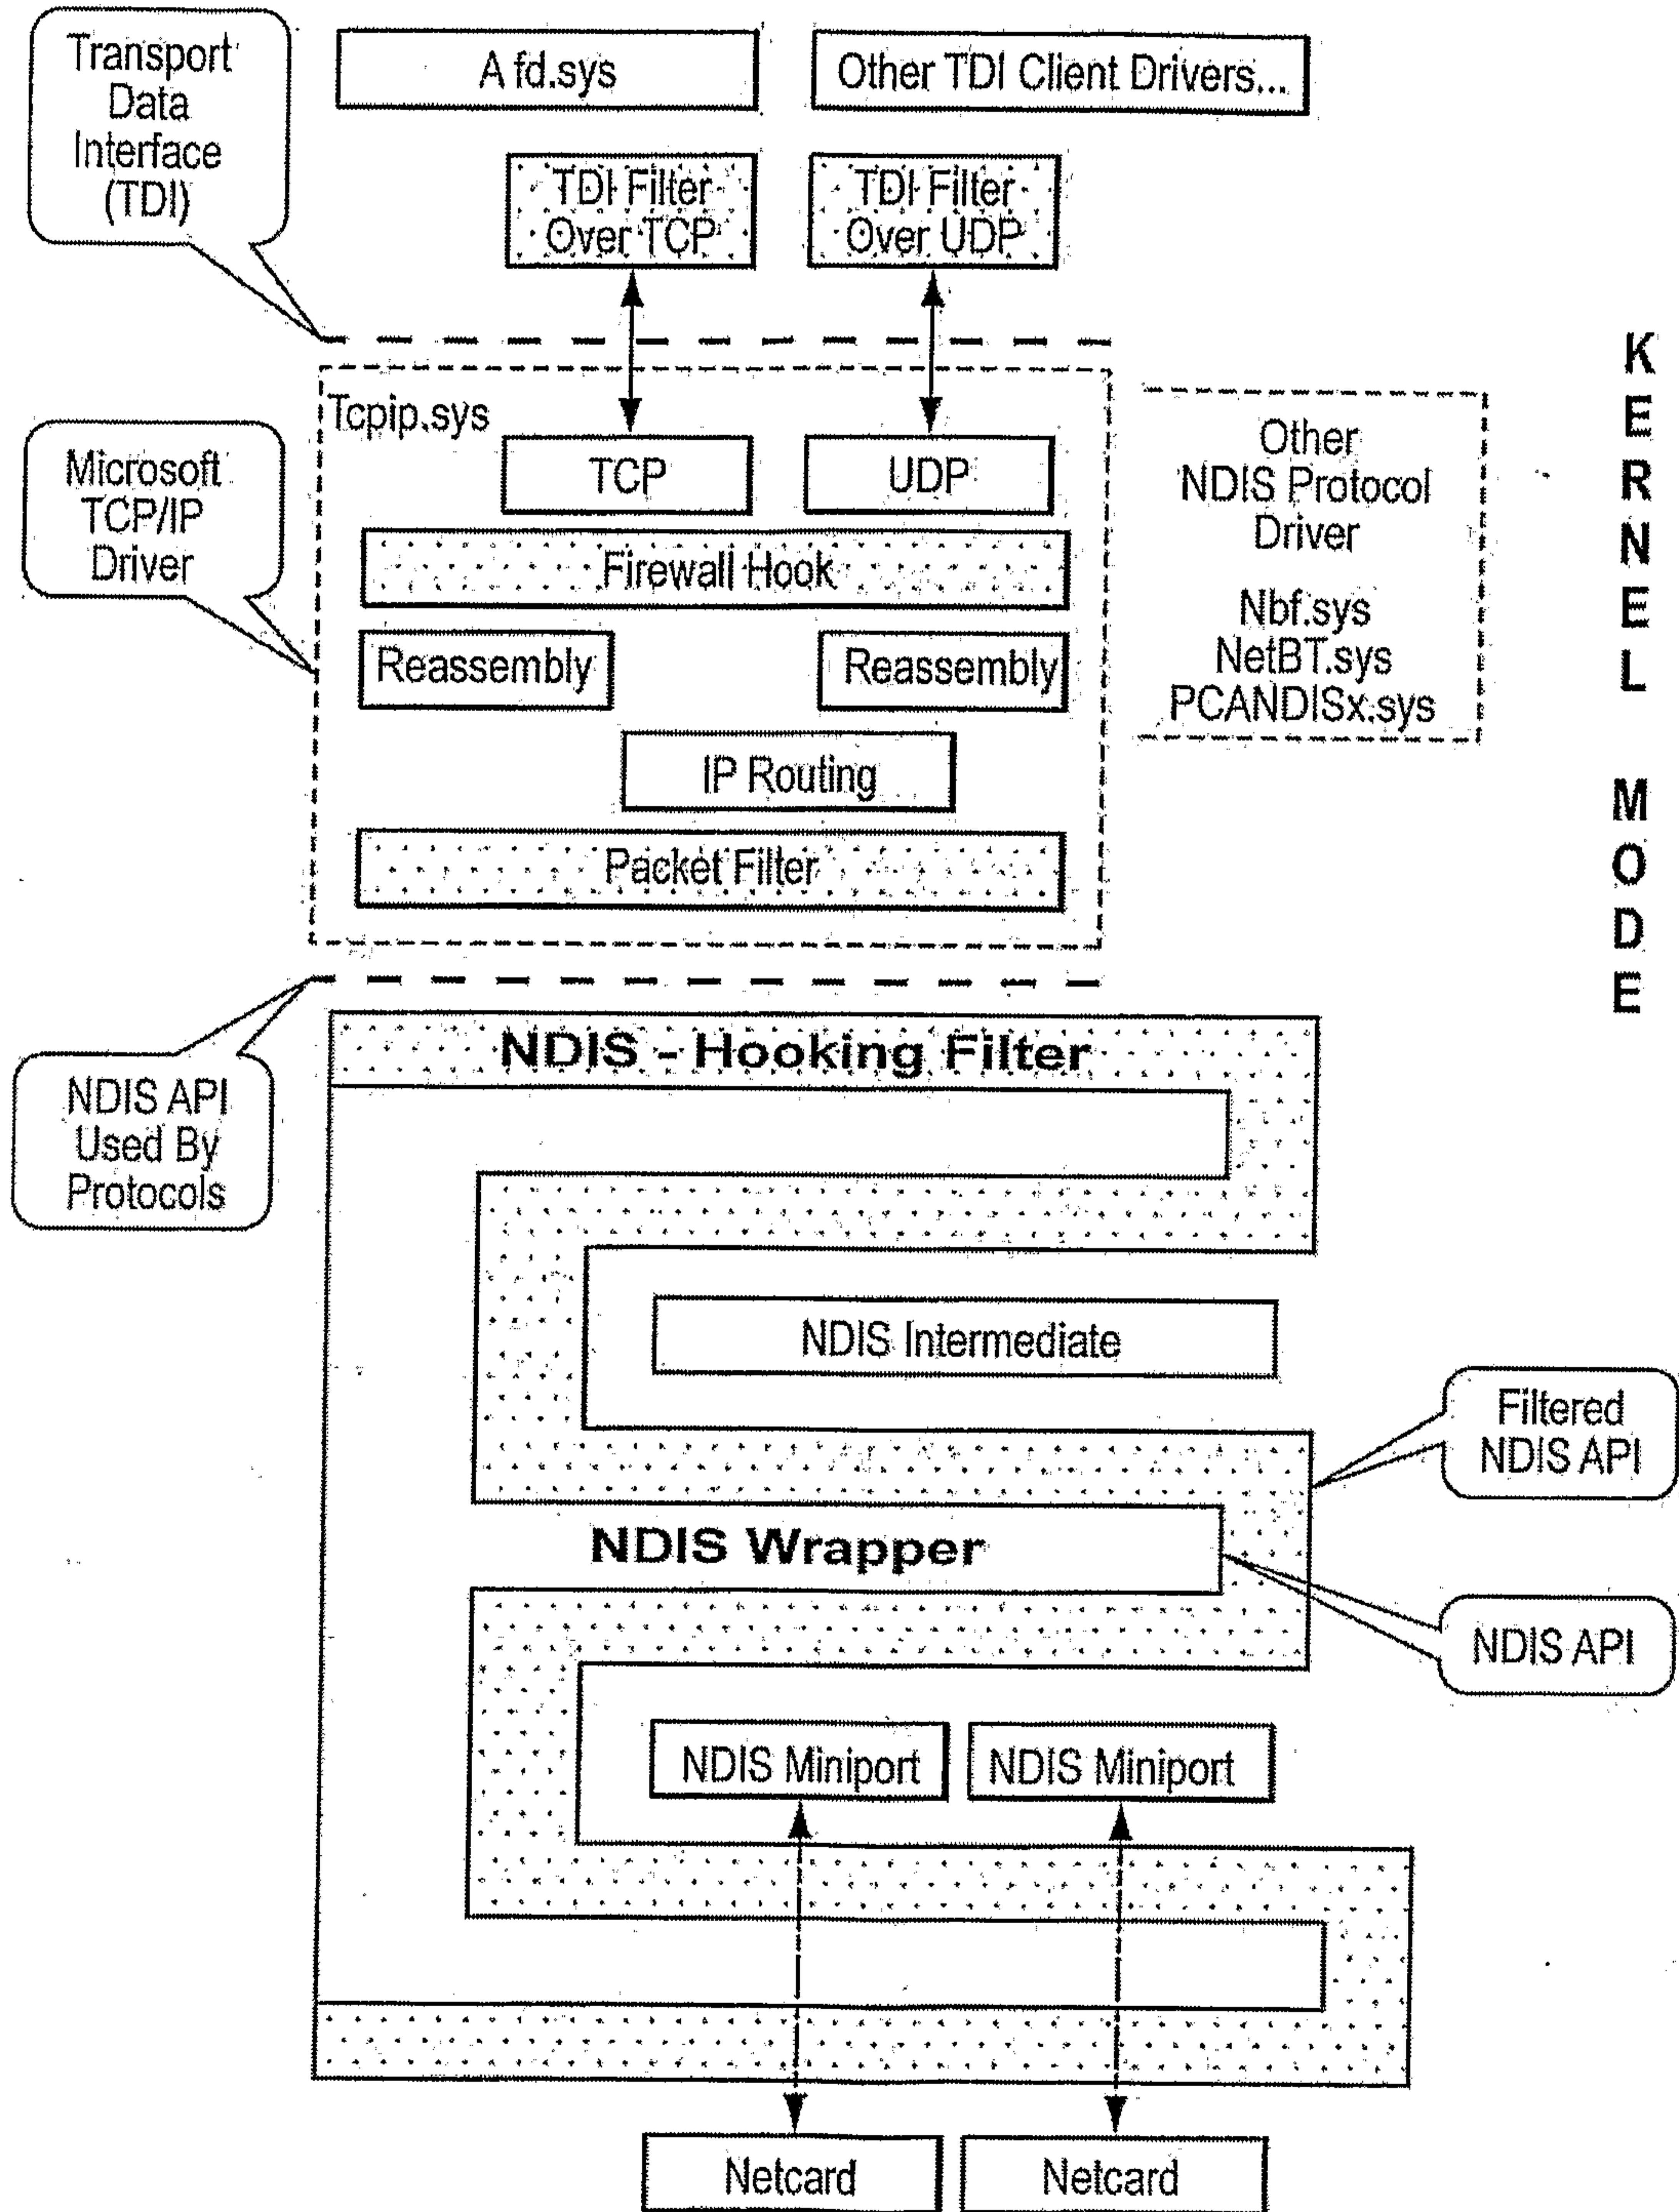 Transport
Data
Interface
(TDI)
A fd.sys
Other TDI Client Drivers...
TDI Filter
Over TCP
TDI Filter
Over UDP
Tcpip.sys
Microsoft
TCP/IP
Driver
TCP
UDP
Firewall Hook
Reassembly
Reassembly
IP Routing
Packet Filter
Other
NDIS Protocol
Driver
Nbf.sys
NetBT.sys
PCANDISx.sys
KERNEL MODE
NDIS API
Used By
Protocols
NDIS - Hooking Filter
NDIS Intermediate
Filtered
NDIS API
NDIS Wrapper
NDIS API
NDIS Miniport
NDIS Miniport
Netcard
Netcard